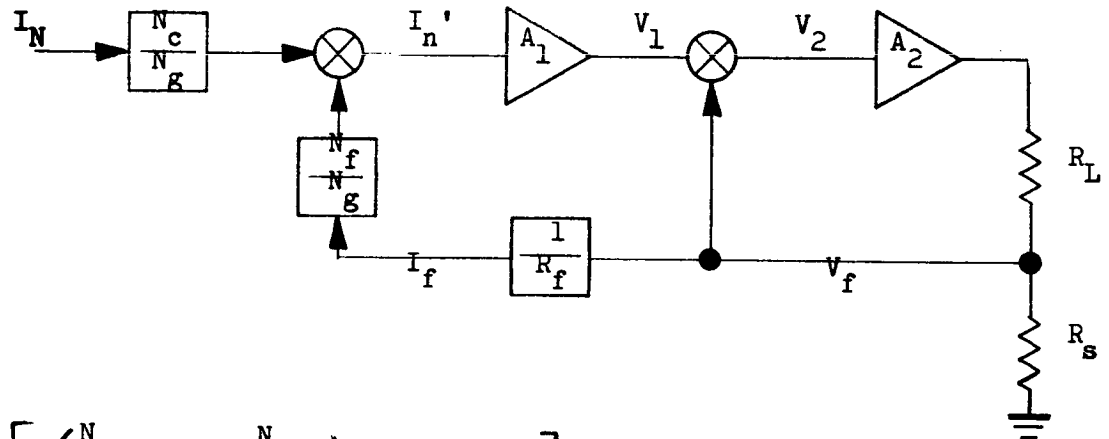 I_N
N_c
N_g
I_n'
A_1
V_1
V_2
A_2
N_f
N_g
R_L
1
R_f
I_f
V_f
R_s
[ ( N N ) ]